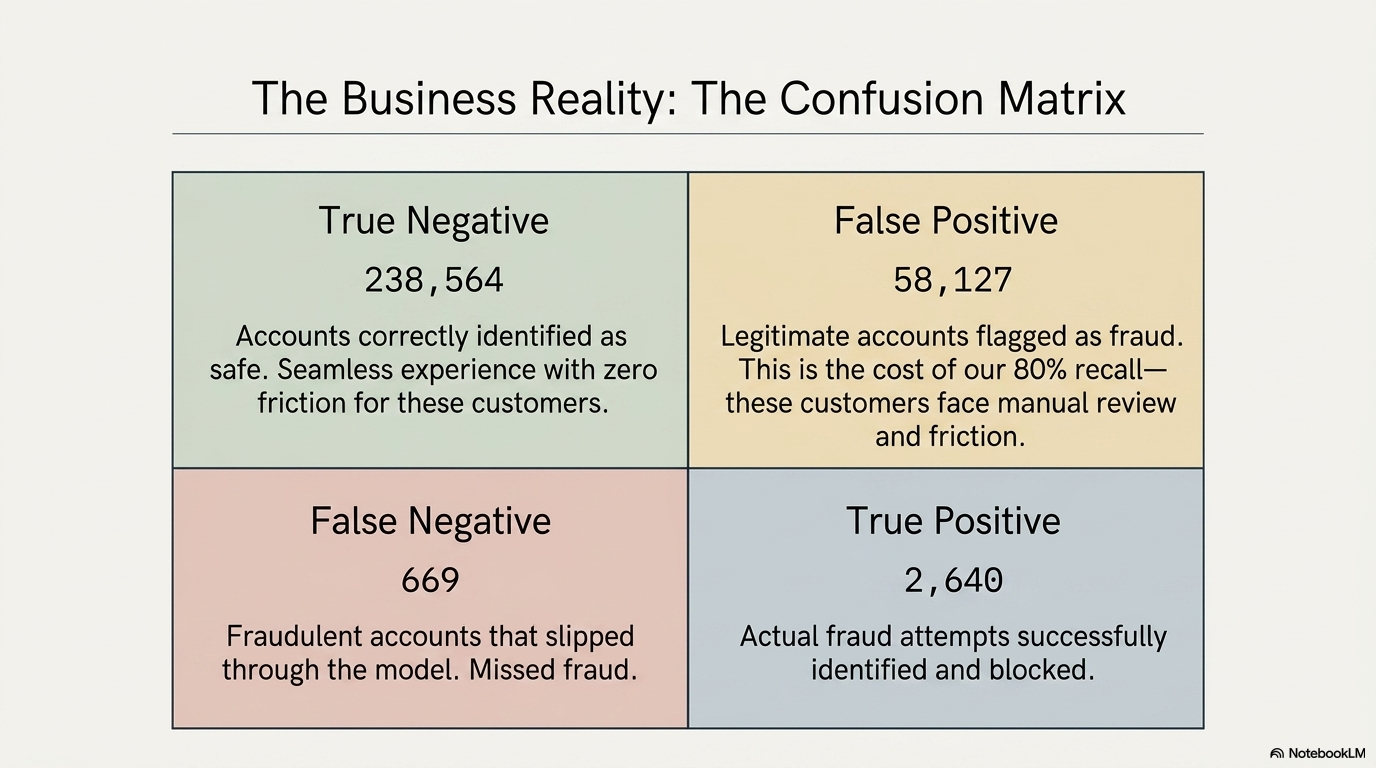 The Business Reality: The Confusion Matrix
True Negative
238,564
Accounts correctly identified as
safe. Seamless experience with zero
friction for these customers.
False Positive
58,127
Legitimate accounts flagged as fraud.
This is the cost of our 80% recall—
these customers face manual review
and friction.
False Negative
669
Fraudulent accounts that slipped
through the model. Missed fraud.
True Positive
2,640
Actual fraud attempts successfully
identified and blocked.
NotebookLM